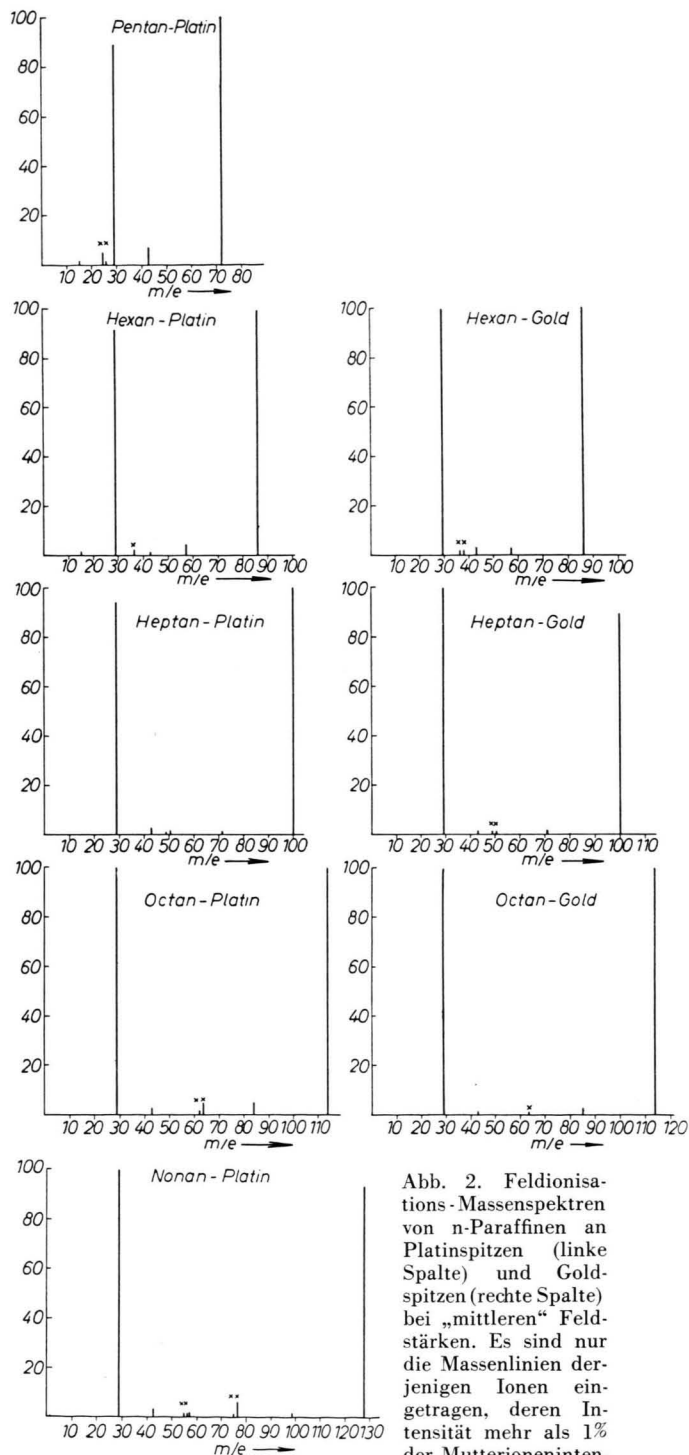 Pentan-Platin
100
80
60
40
20
× ×
10 20 30 40 50 60 70 80
m/e
Hexan-Platin
100
80
60
40
20
×
10 20 30 40 50 60 70 80 90 100
m/e
Hexan-Gold
100
80
60
40
20
× ×
10 20 30 40 50 60 70 80 90 100
m/e
Heptan-Platin
100
80
60
40
20
10 20 30 40 50 60 70 80 90 100
m/e
Heptan-Gold
100
80
60
40
20
× ×
10 20 30 40 50 60 70 80 90 100 110
m/e
Octan-Platin
100
80
60
40
20
× ×
10 20 30 40 50 60 70 80 90 100 110
m/e
Octan-Gold
100
80
60
40
20
×
10 20 30 40 50 60 70 80 90 100 110 120
m/e
Nonan-Platin
100
80
60
40
20
×× × ×
10 20 30 40 50 60 70 80 90 100 110 120 130
m/e
Abb. 2. Feldionisa-
tions-Massenspektren
von n-Paraffinen an
Platinspitzen (linke
Spalte) und Gold-
spitzen (rechte Spalte)
bei „mittleren“ Feld-
stärken. Es sind nur
die Massenlinien der-
jenigen Ionen ein-
getragen, deren In-
tensität mehr als 1%
der Mutterioneninten-